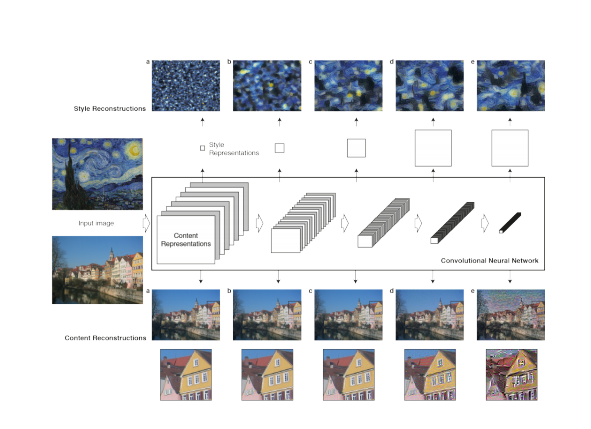 a
b
c
d
e
Style Reconstructions
Style
Representations
Input image
Content
Representations
Convolutional Neural Network
a
b
c
d
e
Content Reconstructions